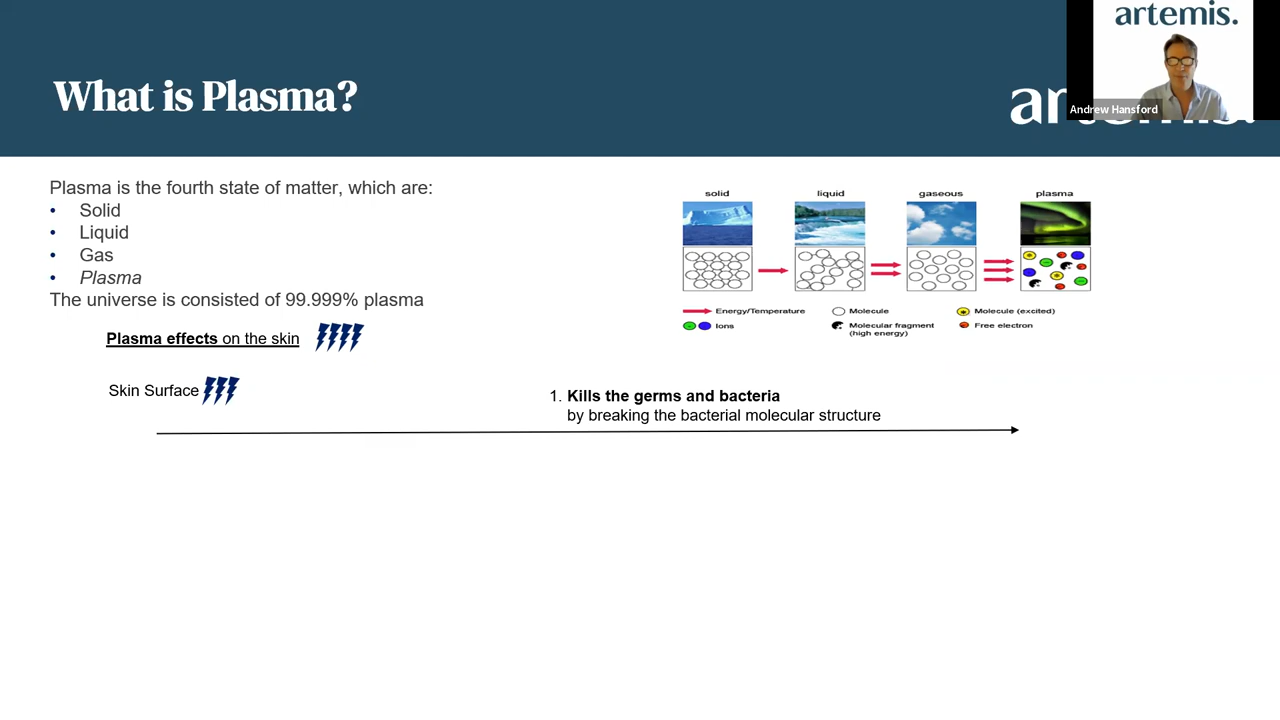 artemis.
What is Plasma?
Andrew Hansford
Plasma is the fourth state of matter, which are:
• Solid
• Liquid
• Gas
• Plasma
The universe is consisted of 99.999% plasma
solid liquid gaseous plasma
Energy/Temperature Molecule Molecule (excited)
Ions Molecular fragment Free electron
(high energy)
Plasma effects on the skin
Skin Surface
1. Kills the germs and bacteria
by breaking the bacterial molecular structure